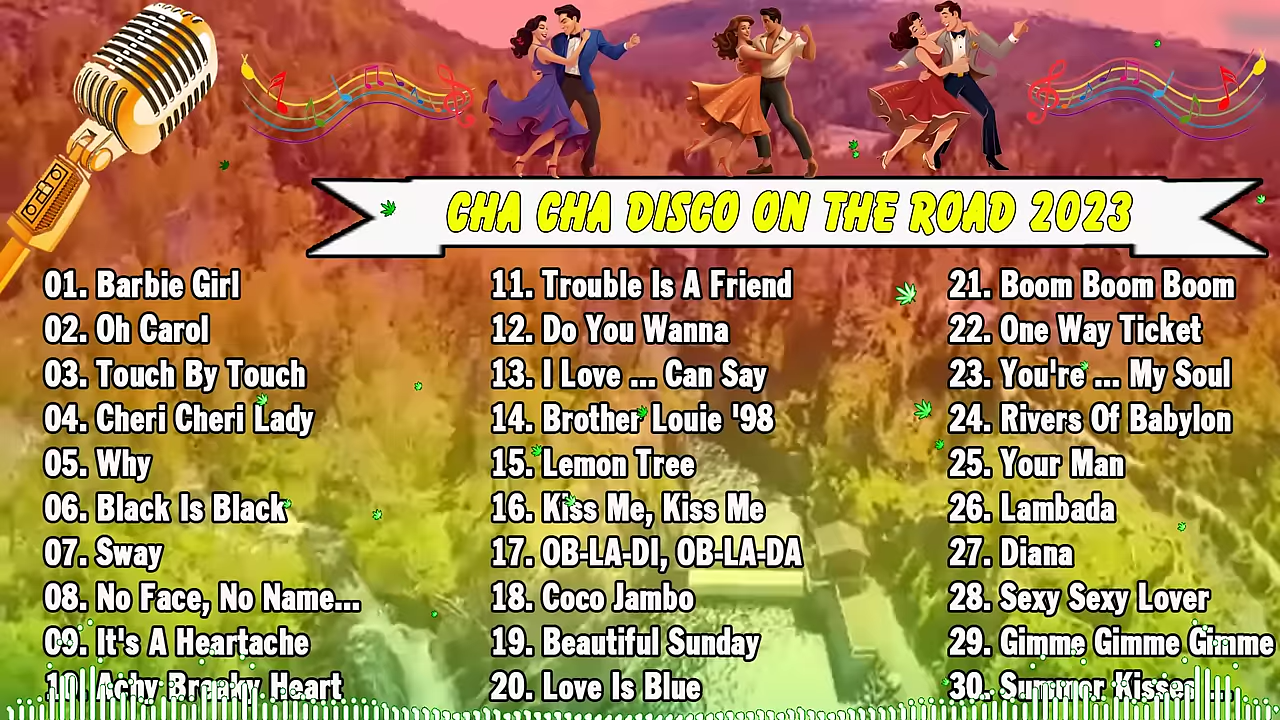 CHA CHA DISCO ON THE ROAD 2023
01. Barbie Girl
02. Oh Carol
03. Touch By Touch
04. Cheri Cheri Lady
05. Why
06. Black Is Black
07. Sway
08. No Face, No Name...
09. It's A Heartache
10. Achy Breaky Heart
11. Trouble Is A Friend
12. Do You Wanna
13. I Love ... Can Say
14. Brother Louie '98
15. Lemon Tree
16. Kiss Me, Kiss Me
17. OB-LA-DI, OB-LA-DA
18. Coco Jambo
19. Beautiful Sunday
20. Love Is Blue
21. Boom Boom Boom
22. One Way Ticket
23. You're ... My Soul
24. Rivers Of Babylon
25. Your Man
26. Lambada
27. Diana
28. Sexy Sexy Lover
29. Gimme Gimme Gimme
30. Summer Kisses ...